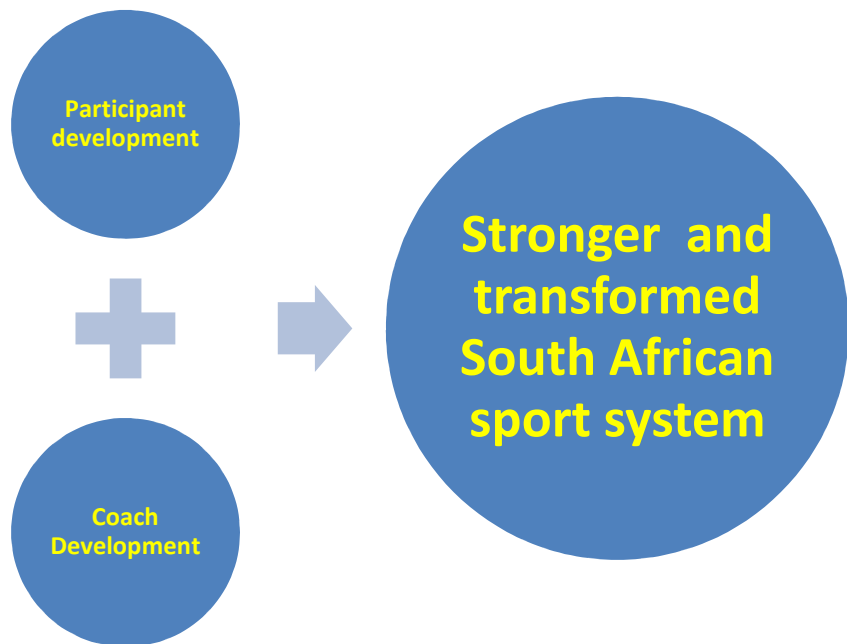 Participant
development
Stronger and
transformed
South African
sport system
Coach
Development